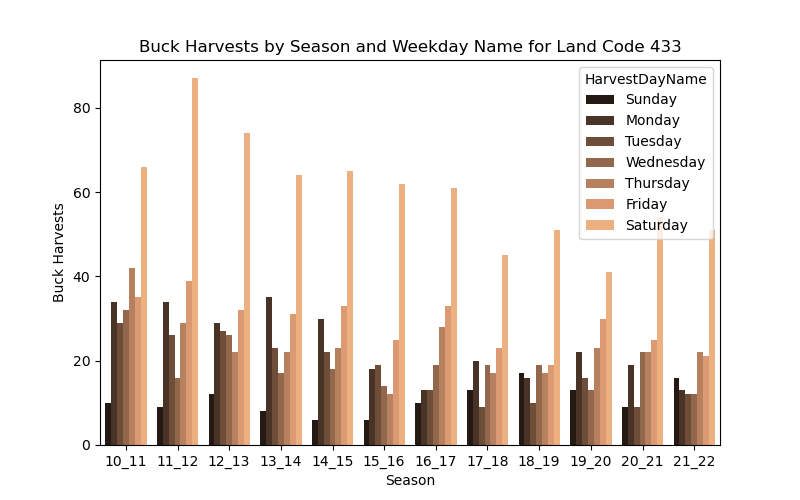 Buck Harvests by Season and Weekday Name for Land Code 433
HarvestDayName
Sunday
Monday
Tuesday
Wednesday
Thursday
Friday
Saturday
Buck Harvests
80
60
40
20
0
10_11 11_12 12_13 13_14 14_15 15_16 16_17 17_18 18_19 19_20 20_21 21_22
Season